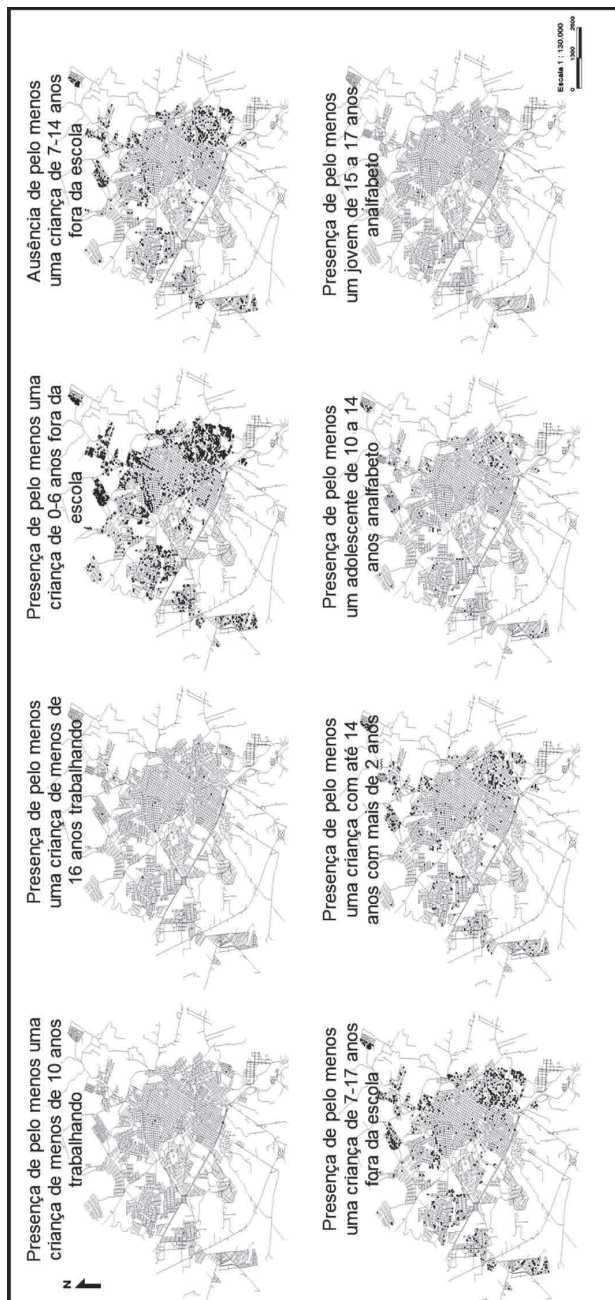 N
Presença de pelo menos uma
criança de menos de 10 anos
trabalhando
Presença de pelo menos
uma criança de menos de
16 anos trabalhando
Presença de pelo menos uma
criança de 0-6 anos fora da
escola
Ausência de pelo menos
uma criança de 7-14 anos
fora da escola
Presença de pelo menos
uma criança de 7-17 anos
fora da escola
Presença de pelo menos
uma criança com até 14
anos com mais de 2 anos
Presença de pelo menos
um adolescente de 10 a 14
anos analfabeto
Presença de pelo menos
um jovem de 15 a 17 anos
analfabeto
Escala 1 : 130.000
0 1300 2600